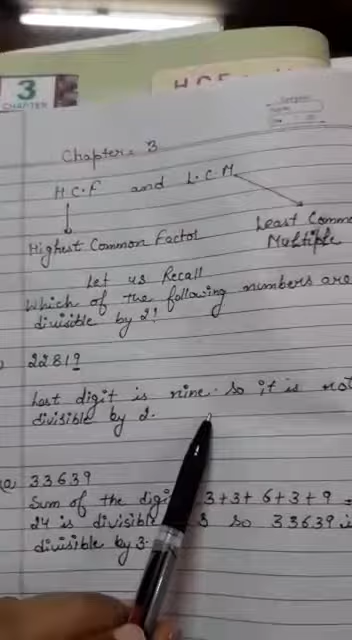 3
CHAPTER
Chapter = 3
H.C.F and L.C.M
Highest Common Factor
Least Comm
Multiple
Let us Recall
Which of the following numbers are
divisible by 2!
22819
Last digit is nine. So it is not
divisible by 2.
33639
Sum of the digi 3+3+6+3+9 =
24 is divisible 3 so 33639 i
divisible by 3.